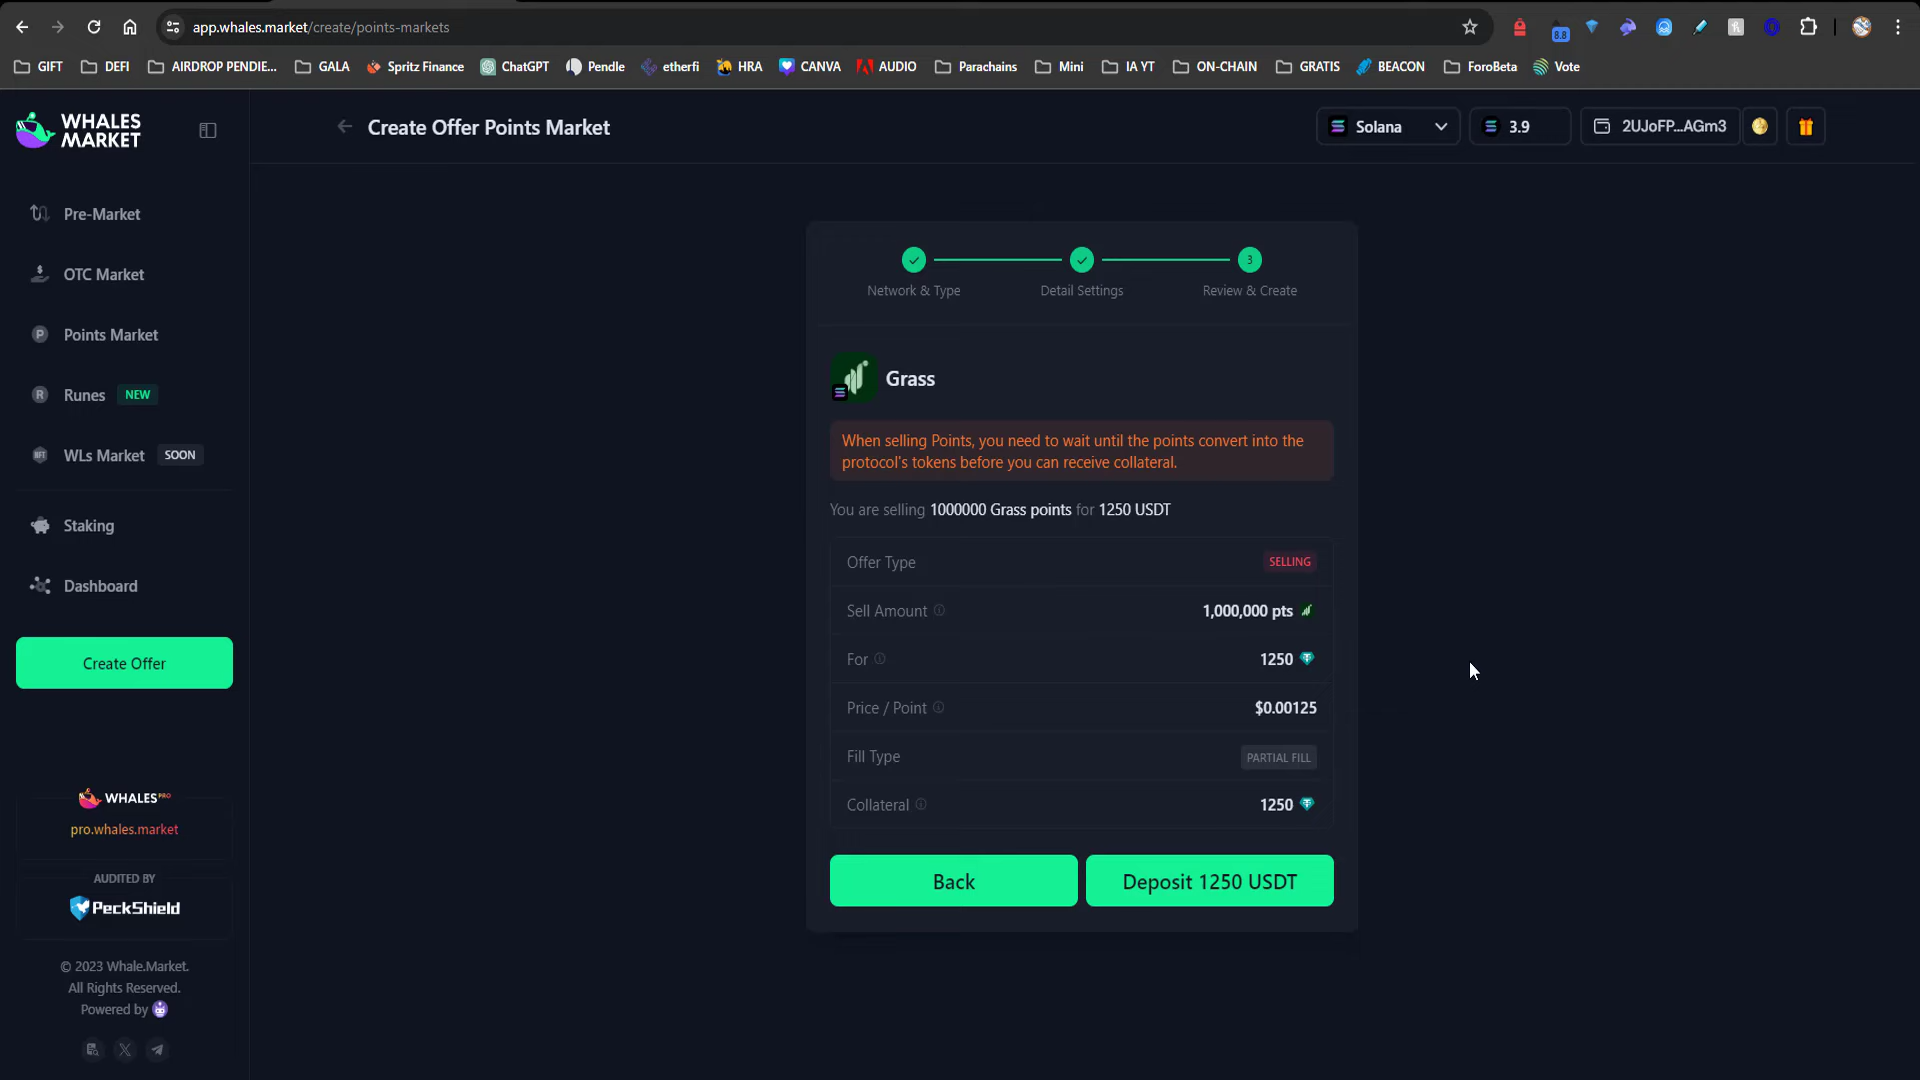 app.whales.market/create/points-markets
8.8
GIFT DEFI AIRDROP PENDIE... GALA Spritz Finance ChatGPT Pendle etherfi HRA CANVA AUDIO Parachains Mini IA YT ON-CHAIN GRATIS BEACON ForoBeta Vote
WHALES
MARKET
Create Offer Points Market
Solana
3.9
2UJoFP...AGm3
Pre-Market
OTC Market
Points Market
Runes NEW
WLs Market SOON
Staking
Dashboard
Create Offer
WHALES PRO
pro.whales.market
AUDITED BY
PeckShield
© 2023 Whale.Market.
All Rights Reserved.
Powered by
3
Network & Type Detail Settings Review & Create
Grass
When selling Points, you need to wait until the points convert into the
protocol's tokens before you can receive collateral.
You are selling 1000000 Grass points for 1250 USDT
Offer Type SELLING
Sell Amount 1,000,000 pts
For 1250
Price / Point $0.00125
Fill Type PARTIAL FILL
Collateral 1250
Back Deposit 1250 USDT